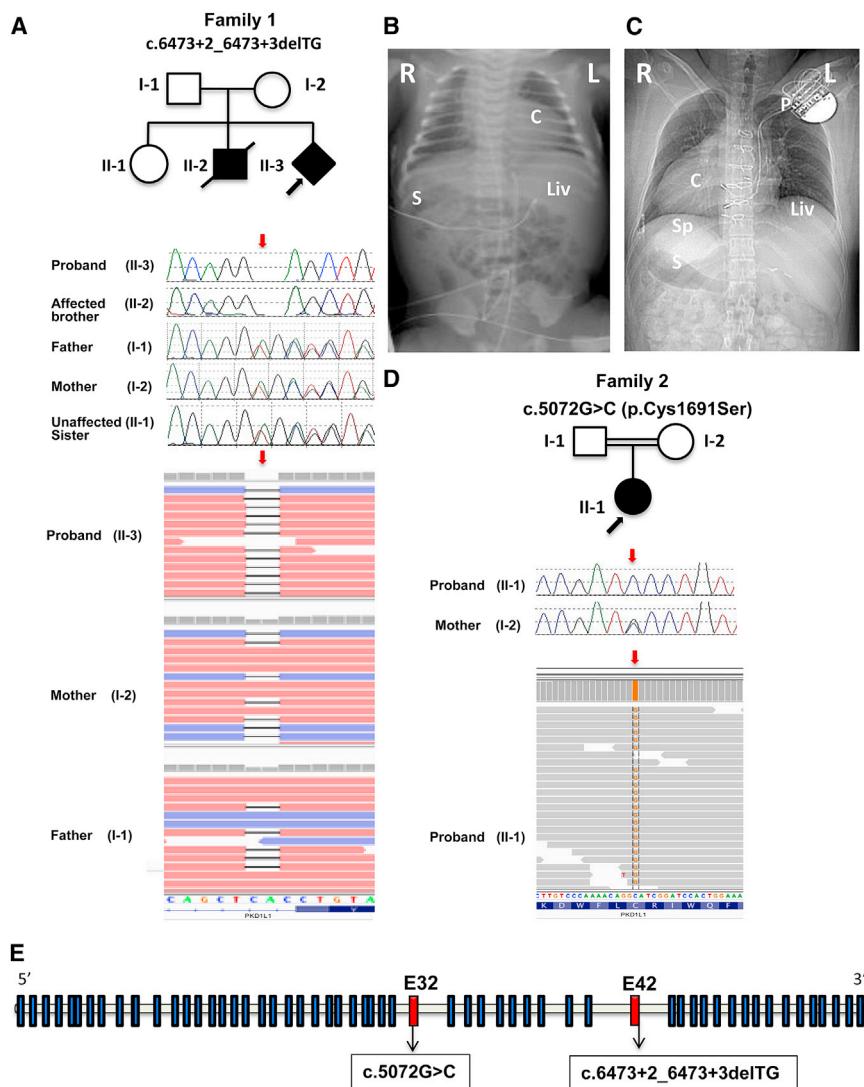 A
Family 1
c.6473+2_6473+3delTG
I-1
I-2
II-1
II-2
II-3
Proband (II-3)
Affected (II-2)
brother
Father (I-1)
Mother (I-2)
Unaffected (II-1)
Sister
Proband (II-3)
Mother (I-2)
Father (I-1)
C A G C T C A C C T G T A
PKD1L1
B
R
L
C
S
Liv
C
R
L
P
C
Sp
Liv
S
D
Family 2
c.5072G>C (p.Cys1691Ser)
I-1
I-2
II-1
Proband (II-1)
Mother (I-2)
Proband (II-1)
T
CTTGTCCCAAAACAGGCATCGGATCCACTGGAAA
K D W F L C R I W Q F
PKD1L1
E
5'
E32
E42
3'
c.5072G>C
c.6473+2_6473+3delTG